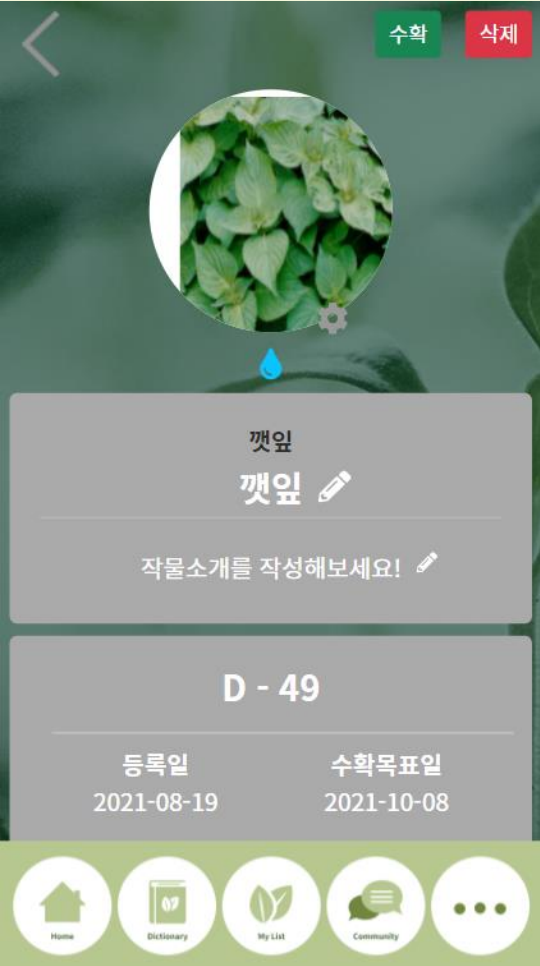 수확 삭제
깻잎
깻잎
작물소개를 작성해보세요!
D - 49
등록일 수확목표일
2021-08-19 2021-10-08
Home Dictionary My List Community